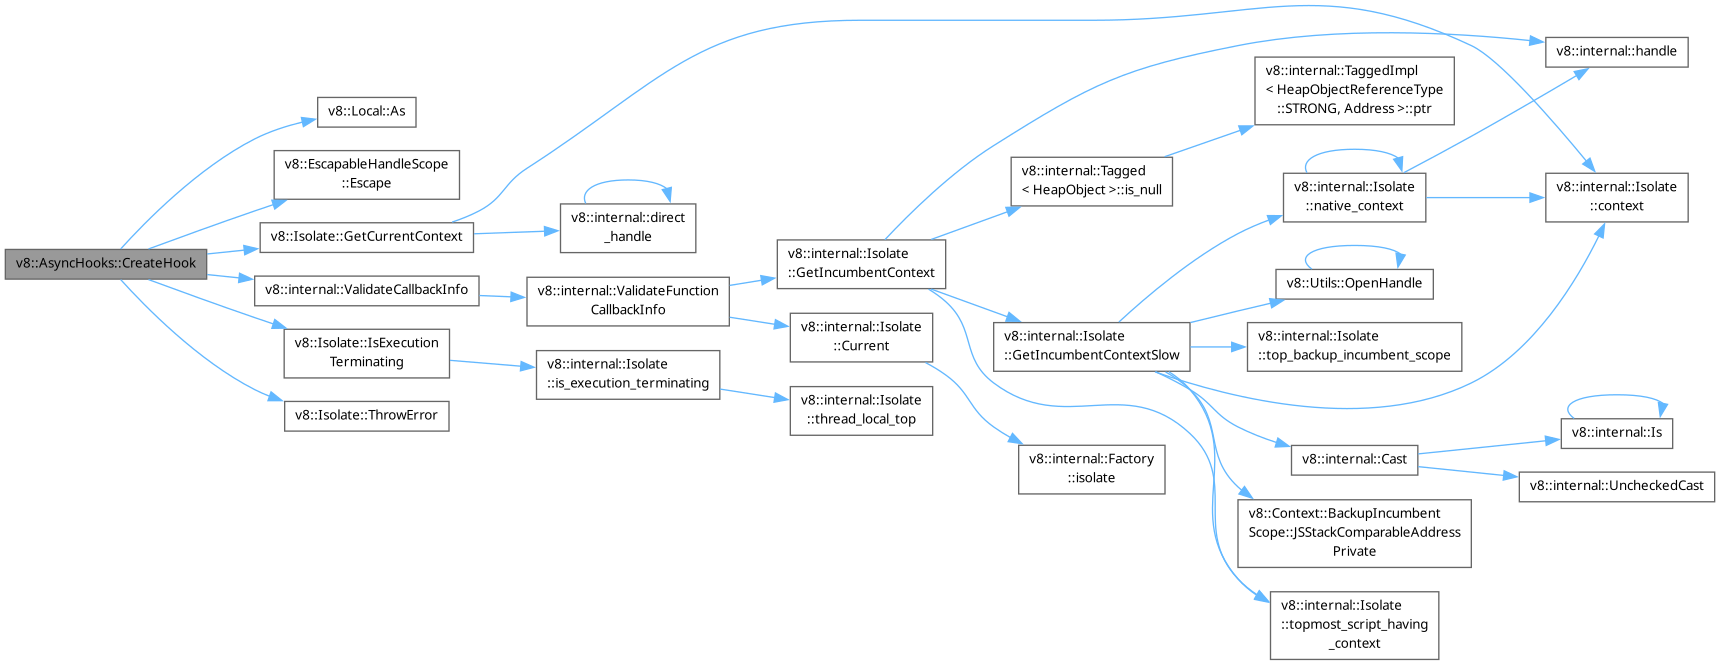 v8::AsyncHooks::CreateHook
v8::Local::As
v8::EscapableHandleScope
::Escape
v8::Isolate::GetCurrentContext
v8::internal::ValidateCallbackInfo
v8::Isolate::IsExecution
Terminating
v8::Isolate::ThrowError
v8::internal::direct
_handle
v8::internal::ValidateFunction
CallbackInfo
v8::internal::Isolate
::is_execution_terminating
v8::internal::Isolate
::GetIncumbentContext
v8::internal::Isolate
::Current
v8::internal::Isolate
::thread_local_top
v8::internal::Tagged
< HeapObject >::is_null
v8::internal::Isolate
::GetIncumbentContextSlow
v8::internal::Factory
::isolate
v8::internal::TaggedImpl
< HeapObjectReferenceType
::STRONG, Address >::ptr
v8::internal::Isolate
::native_context
v8::Utils::OpenHandle
v8::internal::Isolate
::top_backup_incumbent_scope
v8::internal::Cast
v8::Context::BackupIncumbent
Scope::JSStackComparableAddress
Private
v8::internal::Isolate
::topmost_script_having
_context
v8::internal::handle
v8::internal::Isolate
::context
v8::internal::Is
v8::internal::UncheckedCast